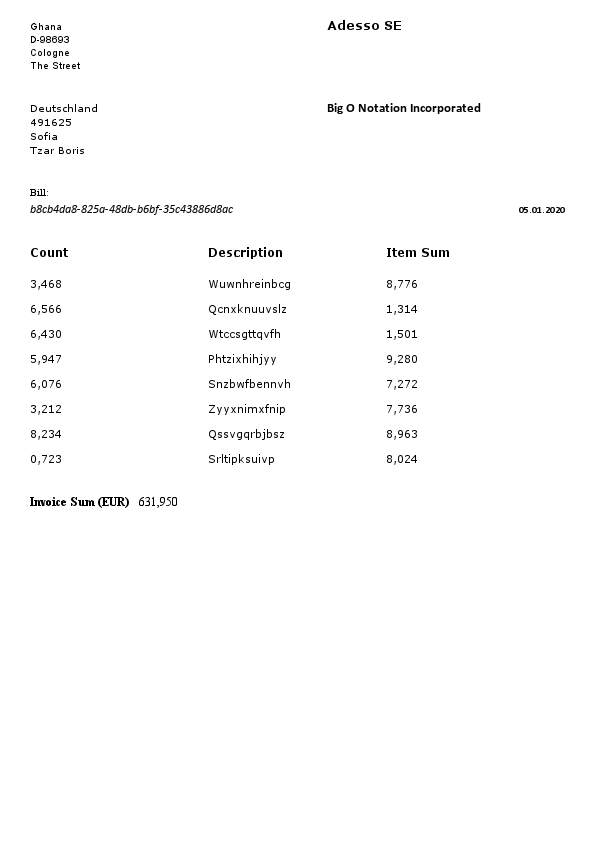 Ghana
D-98693
Cologne
The Street
Adesso SE
Deutschland
491625
Sofia
Tzar Boris
Big O Notation Incorporated
Bill:
b8cb4da8-825a-48db-b6bf-35c43886d8ac
05.01.2020
Count Description Item Sum
3,468 Wuwnhreinbcg 8,776
6,566 Qcnxknuuvslz 1,314
6,430 Wtccsgttqvfh 1,501
5,947 Phtzixhihjyy 9,280
6,076 Snzbwfbennvh 7,272
3,212 Zyyxnimxfnip 7,736
8,234 Qssvgqrbjbsz 8,963
0,723 Srltipksuivp 8,024
Invoice Sum (EUR) 631,950